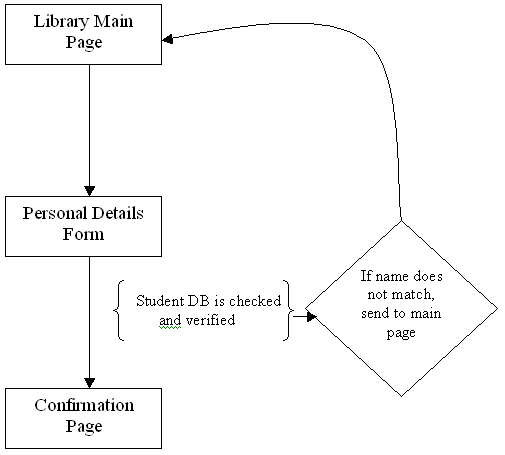 Library Main
Page
Personal Details
Form
Student DB is checked
and verified
If name does
not match,
send to main
page
Confirmation
Page